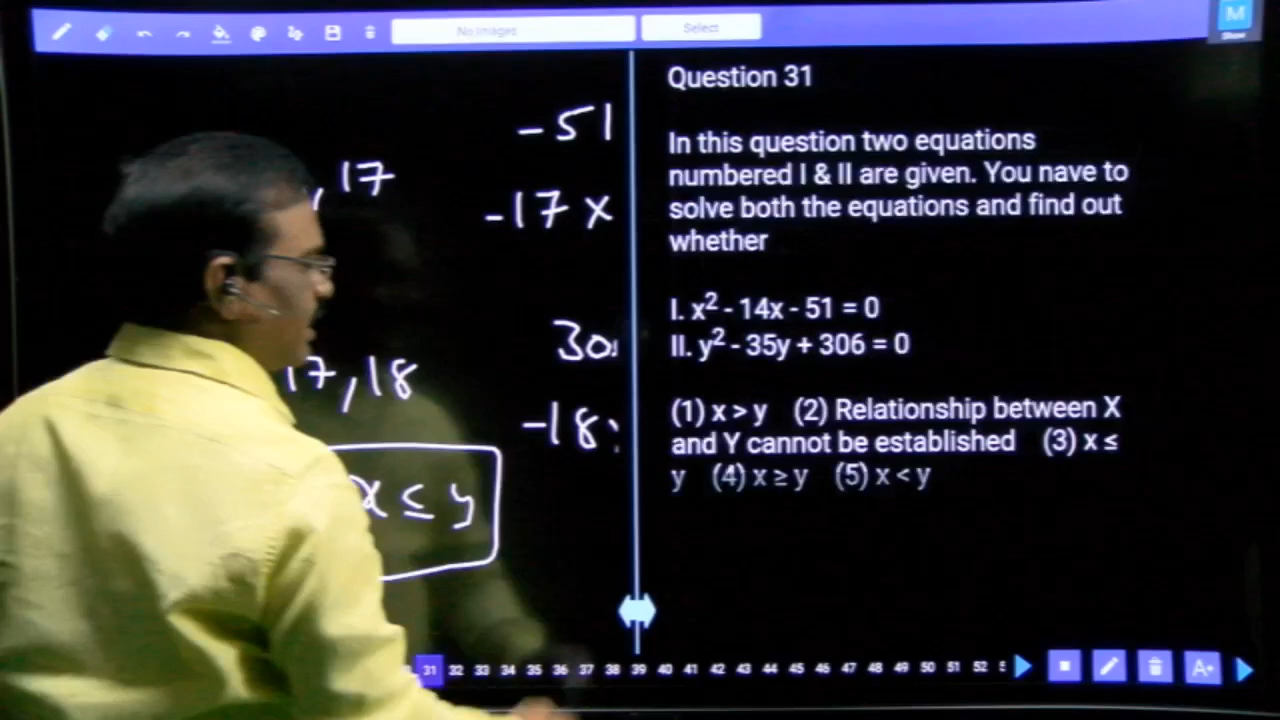 No Images
Select
M
Show
Question 31
In this question two equations
numbered I & II are given. You nave to
solve both the equations and find out
whether
I. x² - 14x - 51 = 0
II. y² - 35y + 306 = 0
(1) x > y (2) Relationship between X
and Y cannot be established (3) x ≤
y (4) x ≥ y (5) x < y
-51
, 17
-17 x
30
17, 18
-18
x ≤ y
31 32 33 34 35 36 37 38 39 40 41 42 43 44 45 46 47 48 49 50 51 52
A+